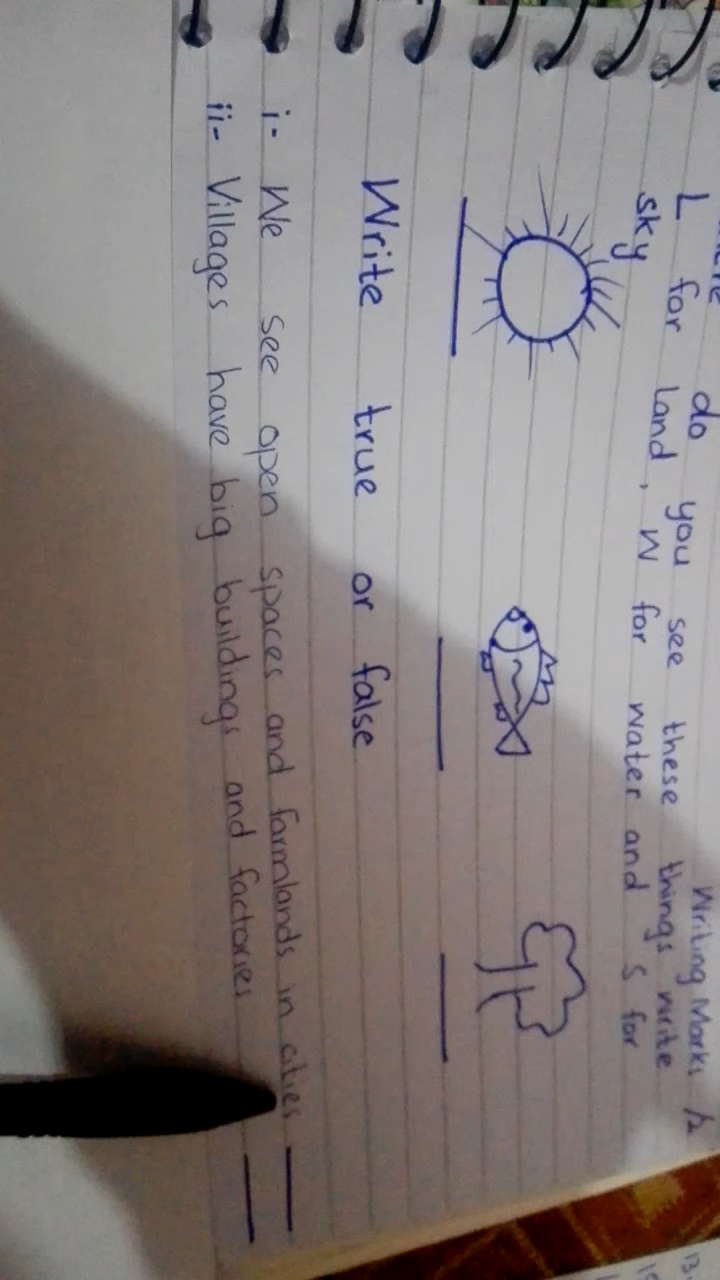 Writing Marks
do you see these things write
L for land, W for water and S for
sky
Write true or false
i- We see open spaces and farmlands in cities
ii- Villages have big buildings and factories